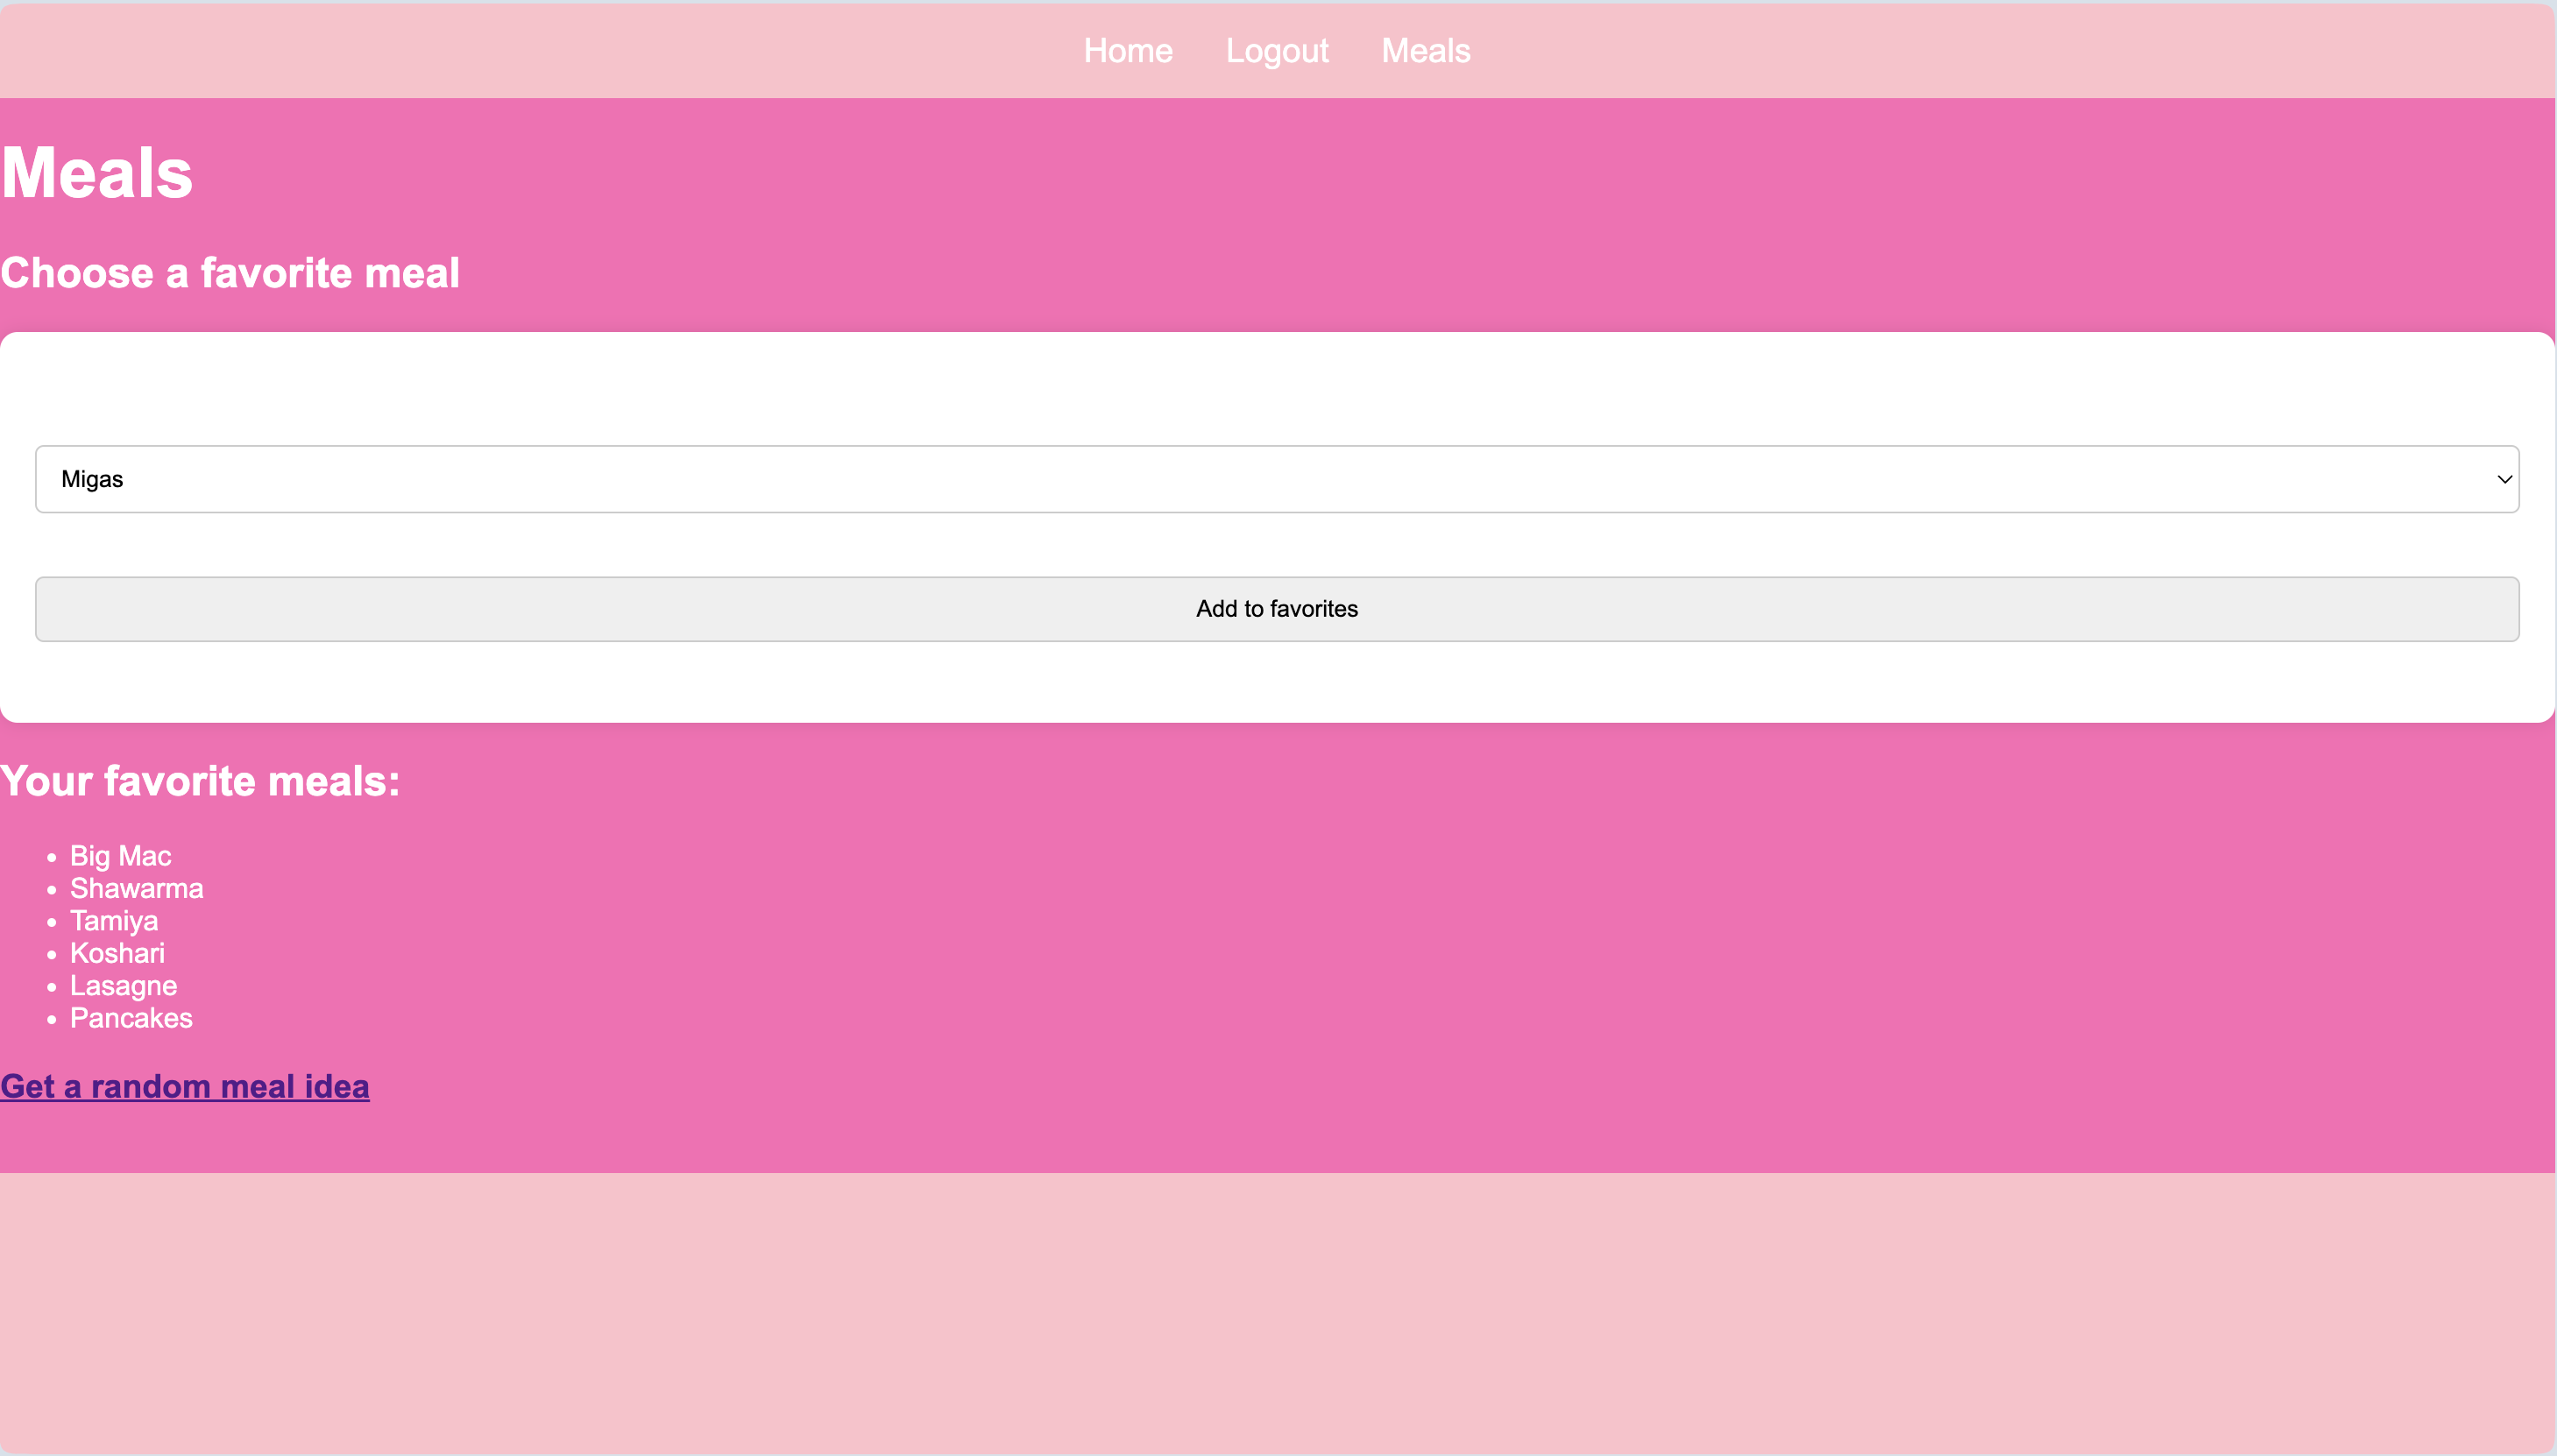 Home Logout Meals
Meals
Choose a favorite meal
Migas
Add to favorites
Your favorite meals:
Big Mac
Shawarma
Tamiya
Koshari
Lasagne
Pancakes
Get a random meal idea